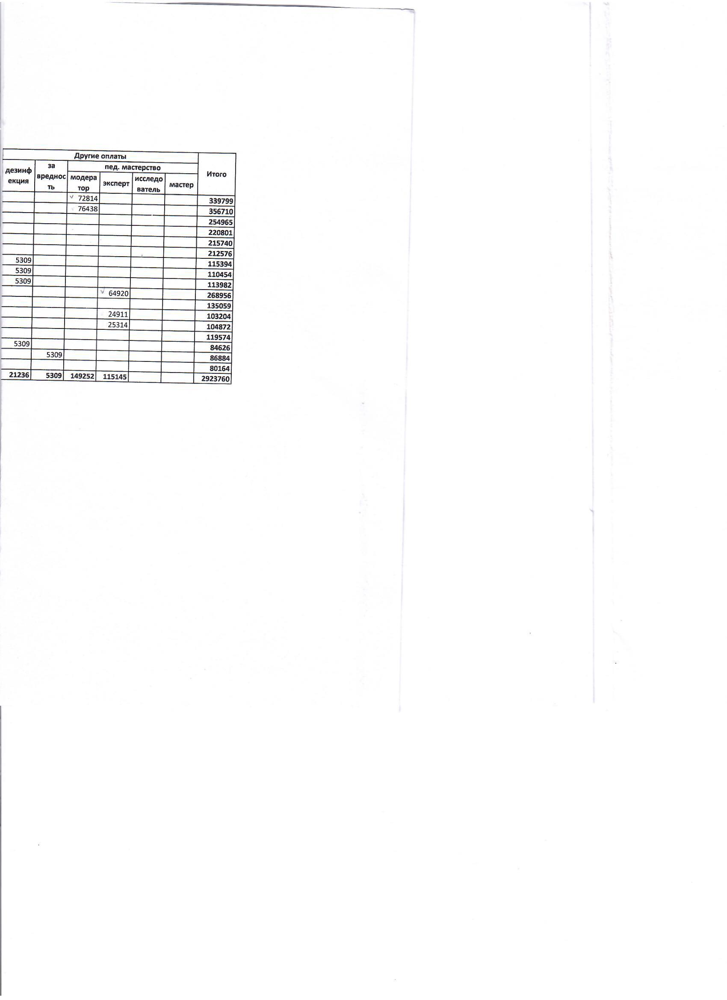 Другие оплаты
пед. мастерство
Итого
дезинф
екция
за
вреднос
ть
модера
тор
эксперт
исследо
ватель
мастер
72814 339799
76438 356710
254965
220801
215740
212576
5309 115394
5309 110454
5309 113982
64920 268956
135059
24911 103204
25314 104872
119574
5309 84626
5309 86884
80164
21236 5309 149252 115145 2923760